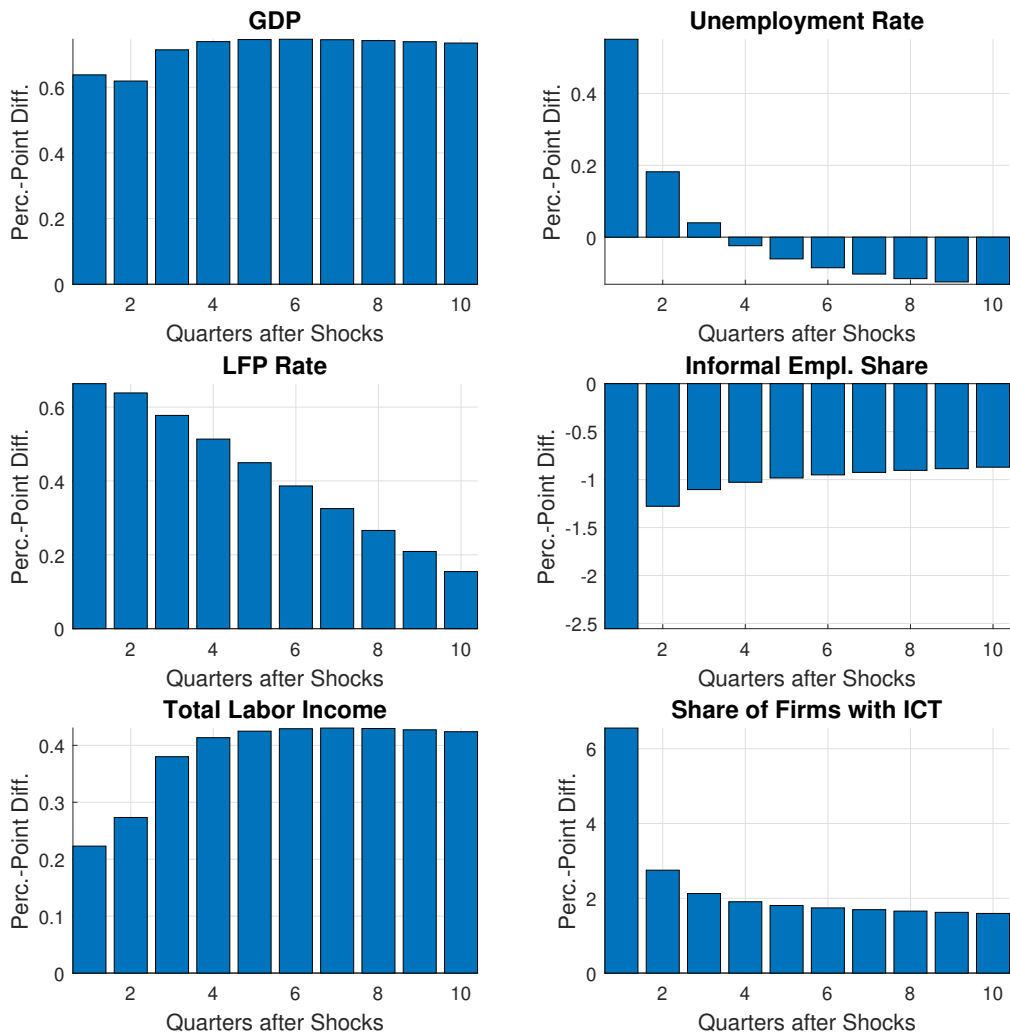 GDP
Perc.-Point Diff.
0.6
0.4
0.2
0
2 4 6 8 10
Quarters after Shocks
Unemployment Rate
Perc.-Point Diff.
0.4
0.2
0
2 4 6 8 10
Quarters after Shocks
LFP Rate
Perc.-Point Diff.
0.6
0.4
0.2
0
2 4 6 8 10
Quarters after Shocks
Informal Empl. Share
Perc.-Point Diff.
0
-0.5
-1
-1.5
-2
-2.5
2 4 6 8 10
Quarters after Shocks
Total Labor Income
Perc.-Point Diff.
0.4
0.3
0.2
0.1
0
2 4 6 8 10
Quarters after Shocks
Share of Firms with ICT
Perc.-Point Diff.
6
4
2
0
2 4 6 8 10
Quarters after Shocks